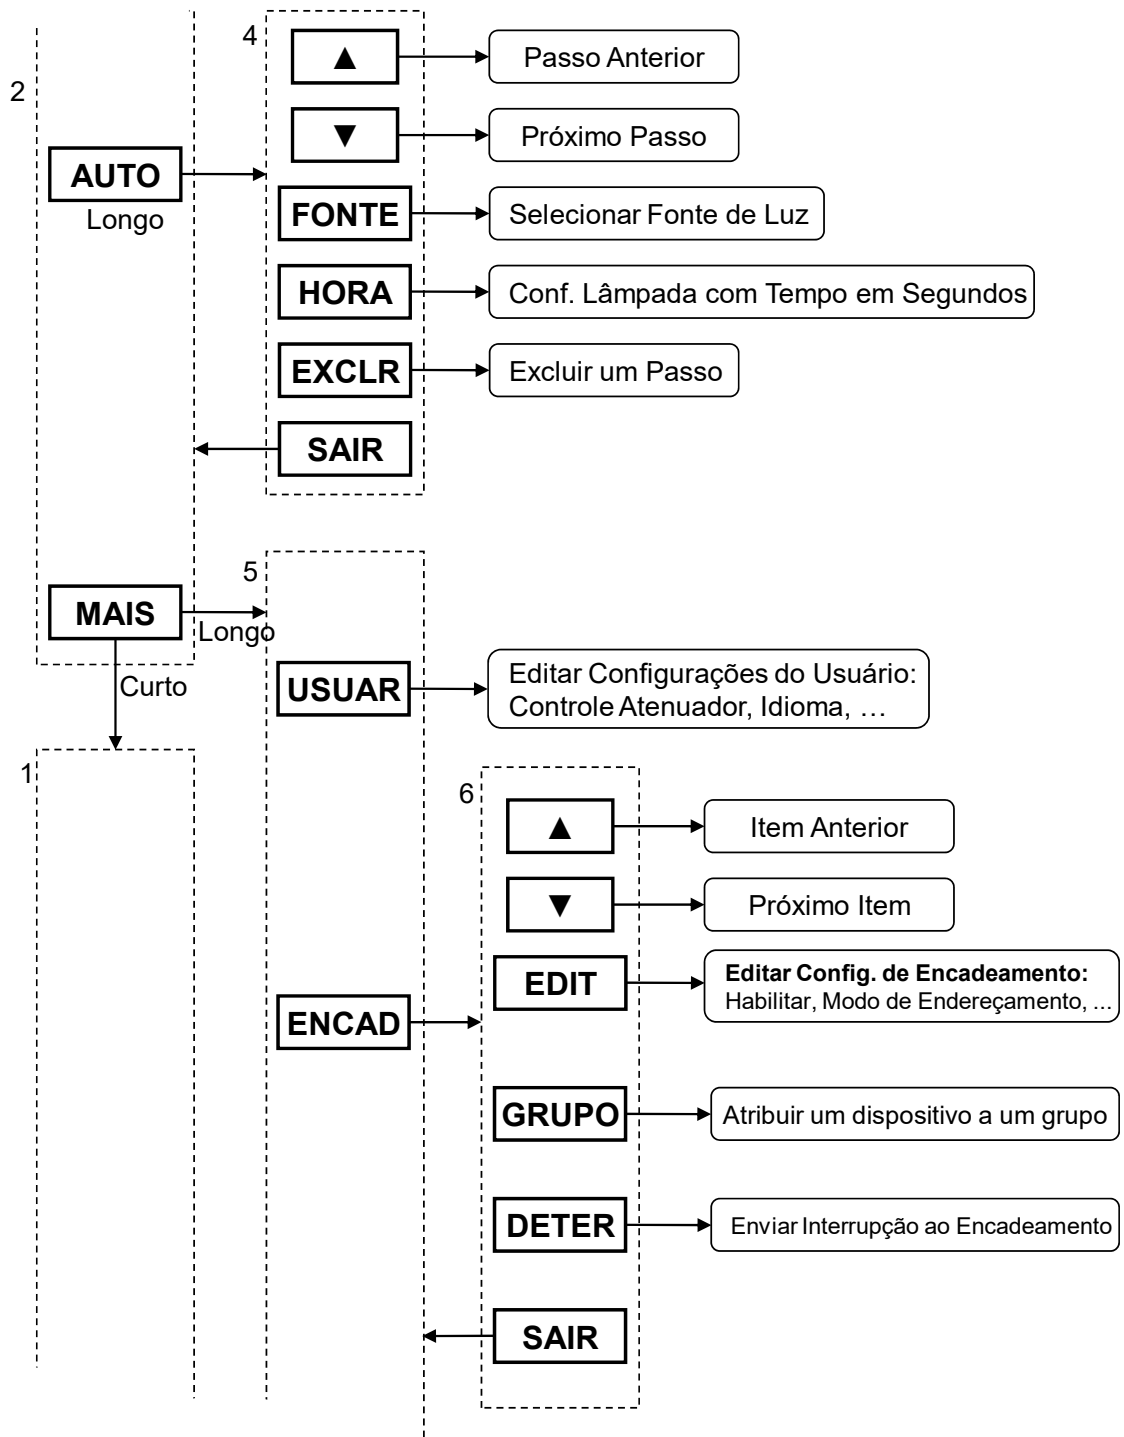 2
AUTO
Longo
4
▲
Passo Anterior
▼
Próximo Passo
FONTE
Selecionar Fonte de Luz
HORA
Conf. Lâmpada com Tempo em Segundos
EXCLR
Excluir um Passo
SAIR
MAIS
Longo
Curto
5
USUAR
Editar Configurações do Usuário:
Controle Atenuador, Idioma, …
1
ENCAD
6
▲
Item Anterior
▼
Próximo Item
EDIT
Editar Config. de Encadeamento:
Habilitar, Modo de Endereçamento, ...
GRUPO
Atribuir um dispositivo a um grupo
DETER
Enviar Interrupção ao Encadeamento
SAIR